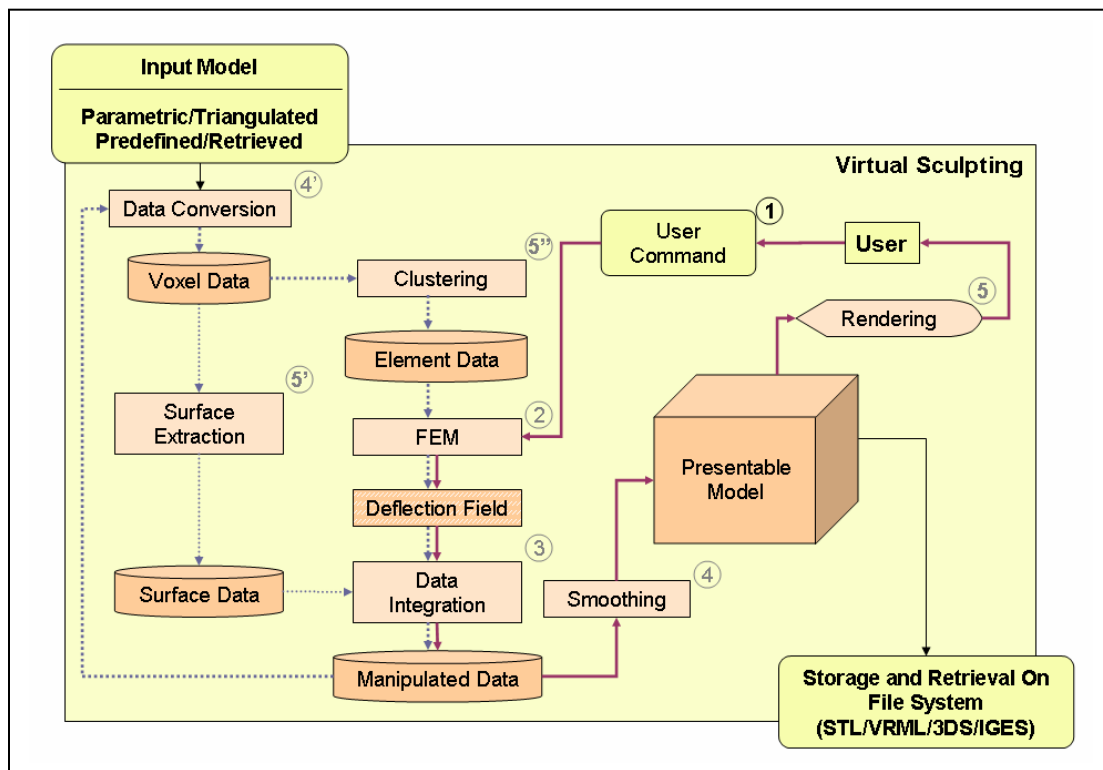 Input Model
Parametric/Triangulated
Predefined/Retrieved
Virtual Sculpting
4'
Data Conversion
1
User
Command
User
5"
Voxel Data
Clustering
5
Rendering
Element Data
5'
Surface
Extraction
2
FEM
Presentable
Model
Deflection Field
3
Data
Integration
4
Smoothing
Surface Data
Manipulated Data
Storage and Retrieval On
File System
(STL/VRML/3DS/IGES)